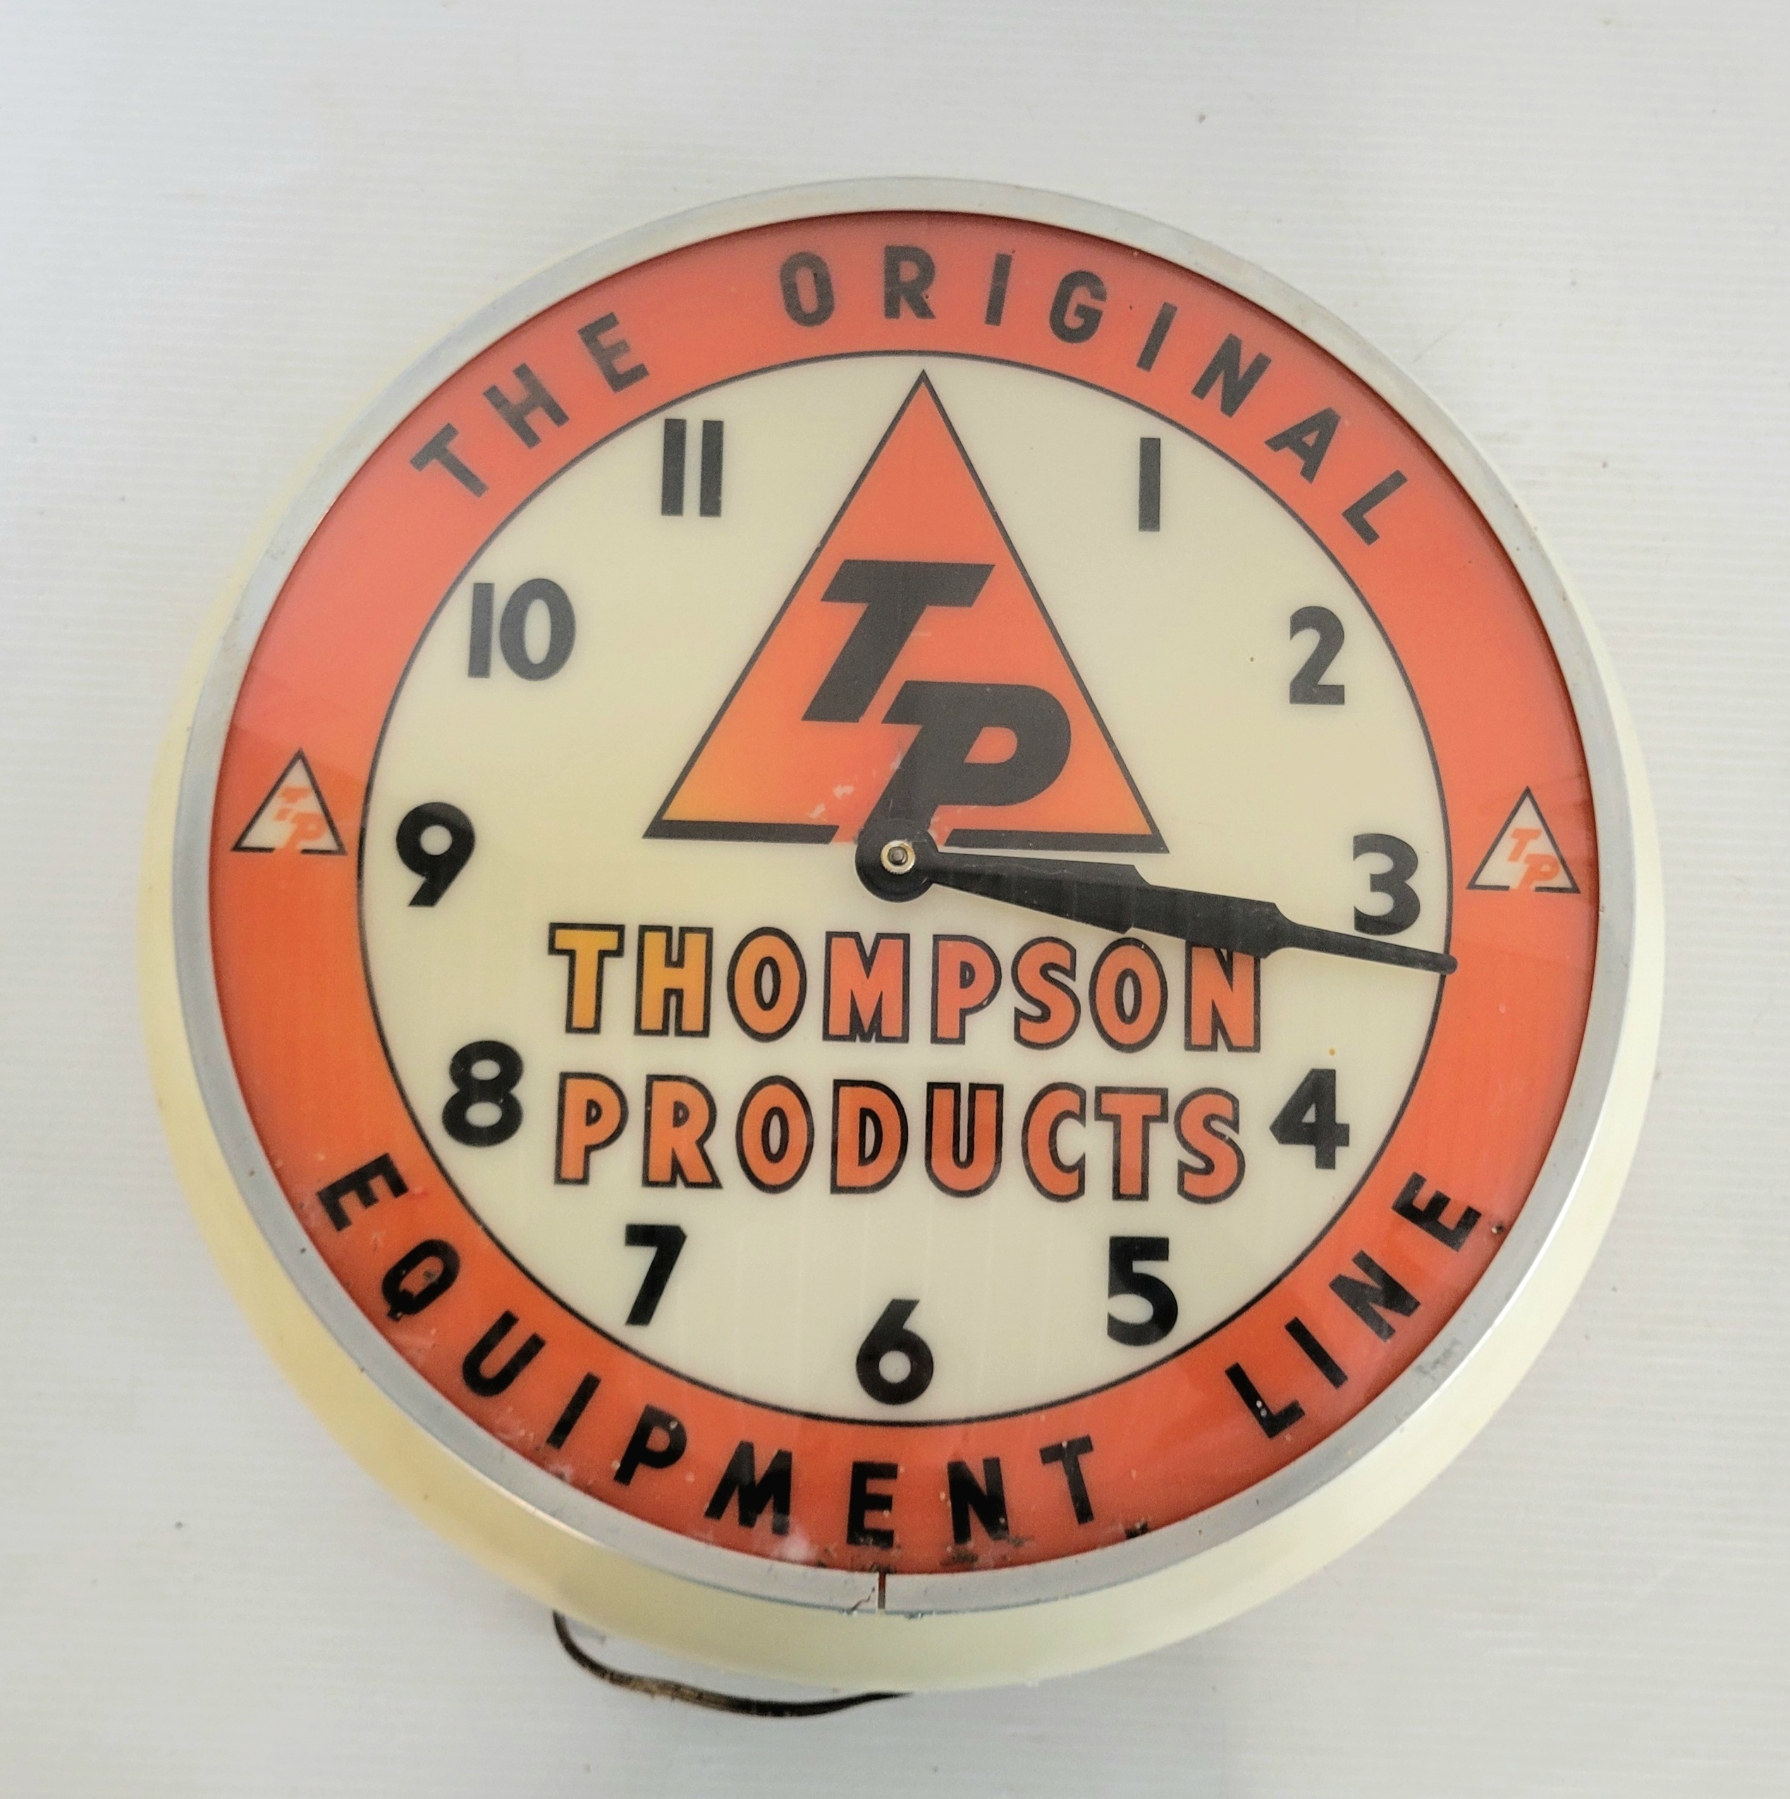 THE ORIGINAL
11
1
10
2
TP
9
3
TP
TP
THOMPSON
PRODUCTS
8
4
7
5
6
EQUIPMENT LINE